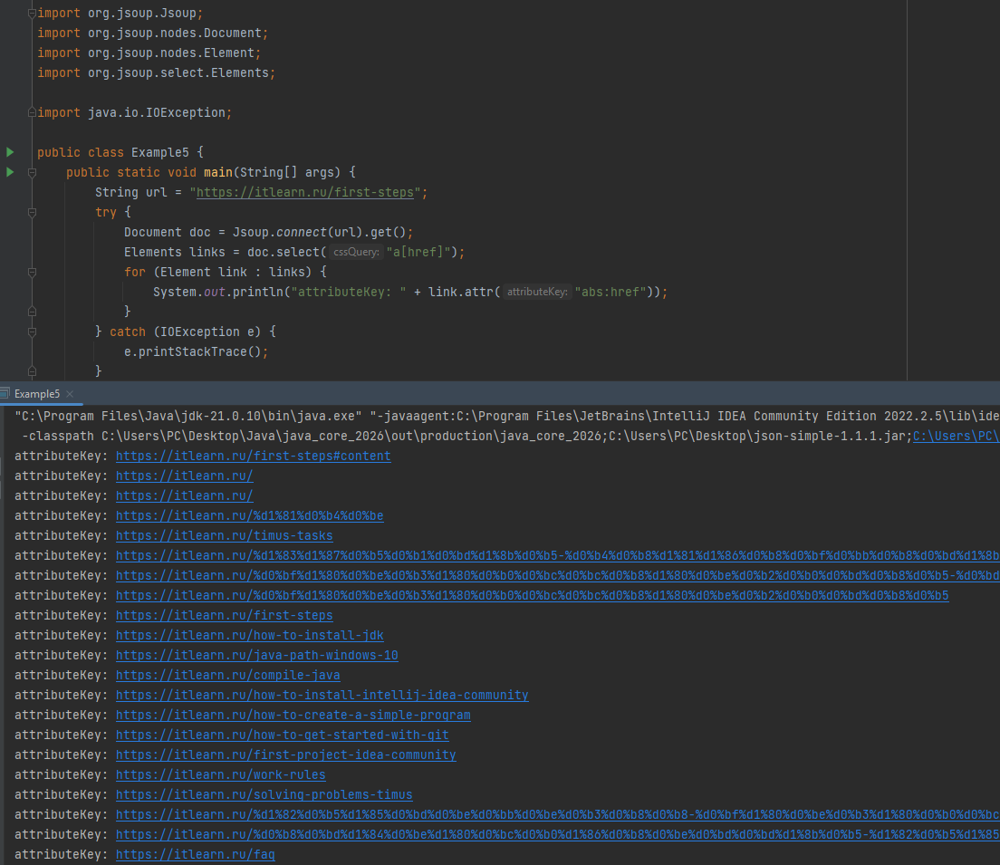 import org.jsoup.Jsoup;
import org.jsoup.nodes.Document;
import org.jsoup.nodes.Element;
import org.jsoup.select.Elements;
import java.io.IOException;
public class Example5 {
public static void main(String[] args) {
String url = "https://itlearn.ru/first-steps";
try {
Document doc = Jsoup.connect(url).get();
Elements links = doc.select( cssQuery: "a[href]");
for (Element link : links) {
System.out.println("attributeKey: " + link.attr( attributeKey: "abs:href"));
}
} catch (IOException e) {
e.printStackTrace();
}
Example5 ×
"C:\Program Files\Java\jdk-21.0.10\bin\java.exe" "-javaagent:C:\Program Files\JetBrains\IntelliJ IDEA Community Edition 2022.2.5\lib\ide
-classpath C:\Users\PC\Desktop\Java\java_core_2026\out\production\java_core_2026;C:\Users\PC\Desktop\json-simple-1.1.1.jar;C:\Users\PC\
attributeKey: https://itlearn.ru/first-steps#content
attributeKey: https://itlearn.ru/
attributeKey: https://itlearn.ru/
attributeKey: https://itlearn.ru/%d1%81%d0%b4%d0%be
attributeKey: https://itlearn.ru/timus-tasks
attributeKey: https://itlearn.ru/%d1%83%d1%87%d0%b5%d0%b1%d0%bd%d1%8b%d0%b5-%d0%b4%d0%b8%d1%81%d1%86%d0%b8%d0%bf%d0%bb%d0%b8%d0%bd%d1%8b
attributeKey: https://itlearn.ru/%d0%bf%d1%80%d0%be%d0%b3%d1%80%d0%b0%d0%bc%d0%bc%d0%b8%d1%80%d0%be%d0%b2%d0%b0%d0%bd%d0%b8%d0%b5-%d0%bd
attributeKey: https://itlearn.ru/%d0%bf%d1%80%d0%be%d0%b3%d1%80%d0%b0%d0%bc%d0%bc%d0%b8%d1%80%d0%be%d0%b2%d0%b0%d0%bd%d0%b8%d0%b5
attributeKey: https://itlearn.ru/first-steps
attributeKey: https://itlearn.ru/how-to-install-jdk
attributeKey: https://itlearn.ru/java-path-windows-10
attributeKey: https://itlearn.ru/compile-java
attributeKey: https://itlearn.ru/how-to-install-intellij-idea-community
attributeKey: https://itlearn.ru/how-to-create-a-simple-program
attributeKey: https://itlearn.ru/how-to-get-started-with-git
attributeKey: https://itlearn.ru/first-project-idea-community
attributeKey: https://itlearn.ru/work-rules
attributeKey: https://itlearn.ru/solving-problems-timus
attributeKey: https://itlearn.ru/%d1%82%d0%b5%d1%85%d0%bd%d0%be%d0%bb%d0%be%d0%b3%d0%b8%d0%b8-%d0%bf%d1%80%d0%be%d0%b3%d1%80%d0%b0%d0%bc
attributeKey: https://itlearn.ru/%d0%b8%d0%bd%d1%84%d0%be%d1%80%d0%bc%d0%b0%d1%86%d0%b8%d0%be%d0%bd%d0%bd%d1%8b%d0%b5-%d1%82%d0%b5%d1%85
attributeKey: https://itlearn.ru/faq